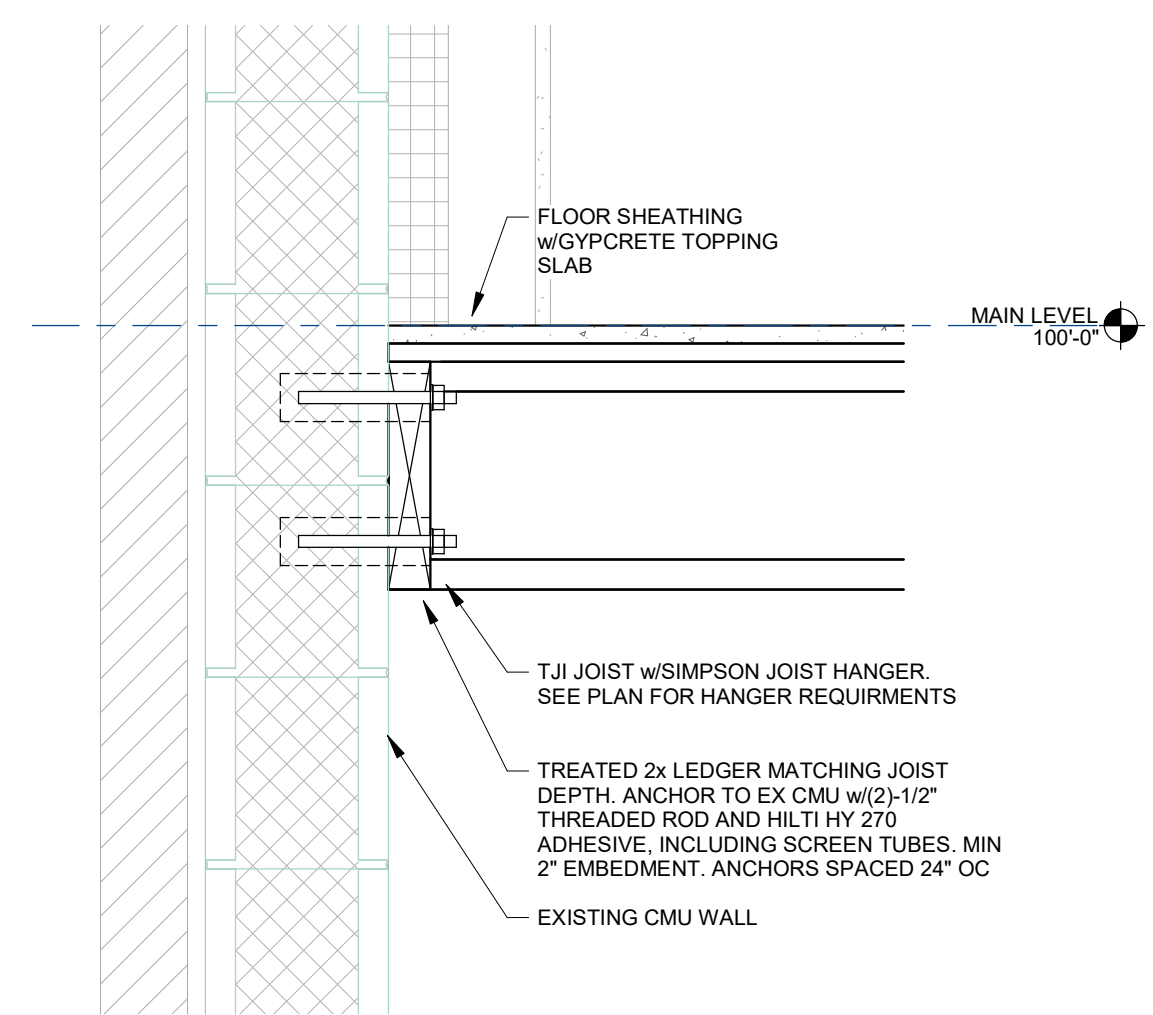 FLOOR SHEATHING
w/GYPCRETE TOPPING
SLAB
MAIN LEVEL
100'-0"
TJI JOIST w/SIMPSON JOIST HANGER.
SEE PLAN FOR HANGER REQUIRMENTS
TREATED 2x LEDGER MATCHING JOIST
DEPTH. ANCHOR TO EX CMU w/(2)-1/2"
THREADED ROD AND HILTI HY 270
ADHESIVE, INCLUDING SCREEN TUBES. MIN
2" EMBEDMENT. ANCHORS SPACED 24" OC
EXISTING CMU WALL